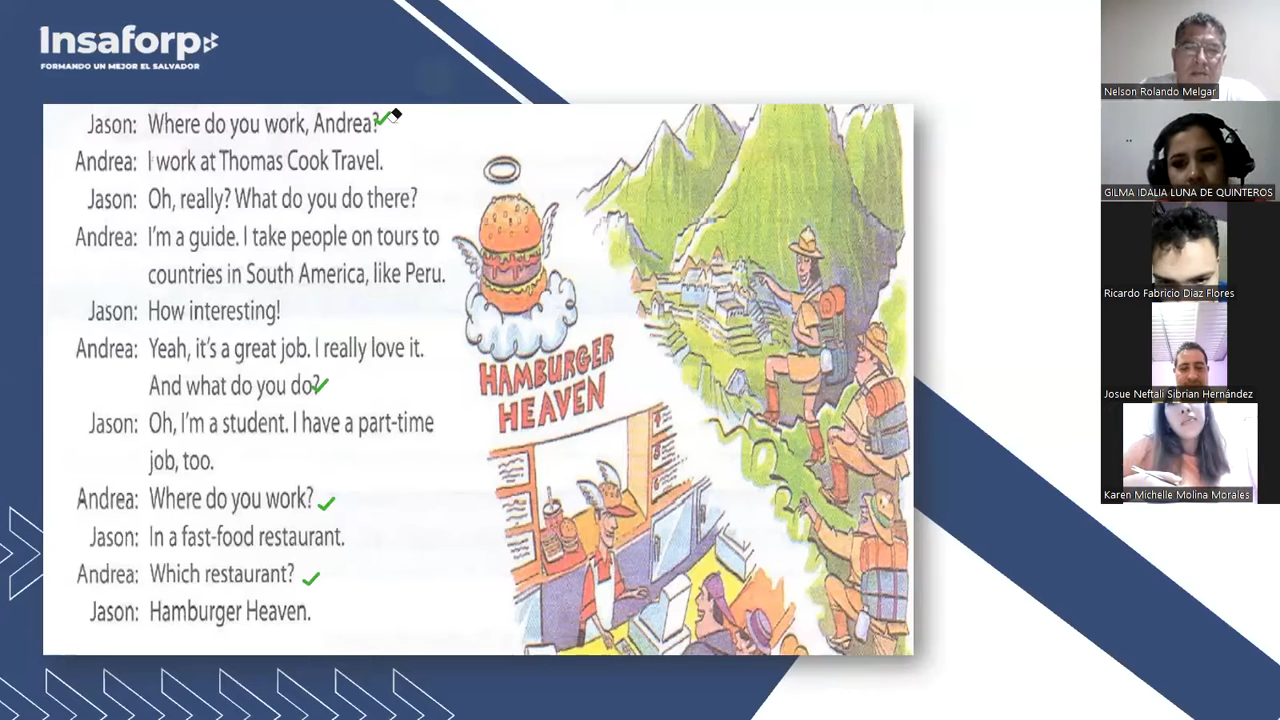 Insaforp
FORMANDO UN MEJOR EL SALVADOR
Jason: Where do you work, Andrea?
Andrea: I work at Thomas Cook Travel.
Jason: Oh, really? What do you do there?
Andrea: I'm a guide. I take people on tours to
countries in South America, like Peru.
Jason: How interesting!
Andrea: Yeah, it's a great job. I really love it.
And what do you do?
Jason: Oh, I'm a student. I have a part-time
job, too.
Andrea: Where do you work?
Jason: In a fast-food restaurant.
Andrea: Which restaurant?
Jason: Hamburger Heaven.
HAMBURGER
HEAVEN
Nelson Rolando Melgar
GILMA IDALIA LUNA DE QUINTEROS
Ricardo Fabricio Diaz Flores
Josue Neftali Sibrian Hernández
Karen Michelle Molina Morales